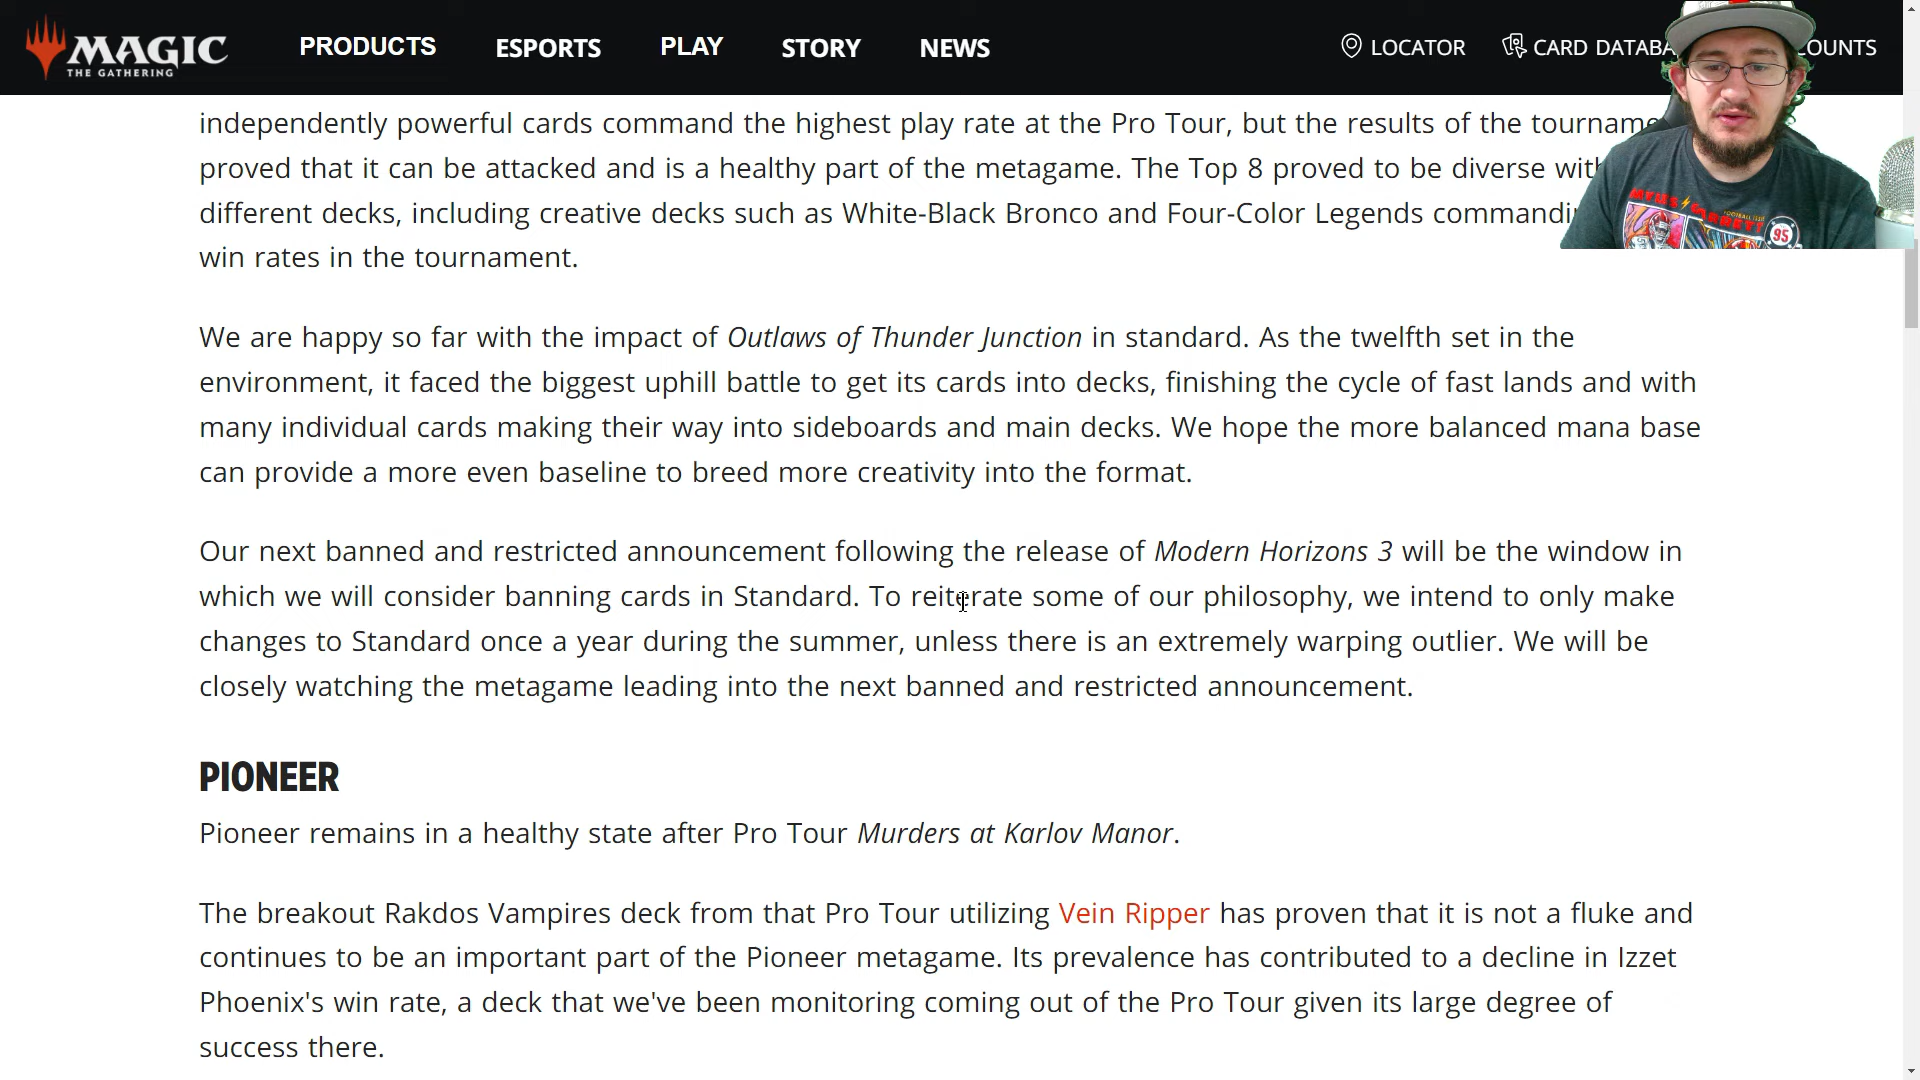 MAGIC
THE GATHERING
PRODUCTS ESPORTS PLAY STORY NEWS LOCATOR CARD DATABA OUNTS
independently powerful cards command the highest play rate at the Pro Tour, but the results of the tourname
proved that it can be attacked and is a healthy part of the metagame. The Top 8 proved to be diverse wit
different decks, including creative decks such as White-Black Bronco and Four-Color Legends commandi
win rates in the tournament.
We are happy so far with the impact of Outlaws of Thunder Junction in standard. As the twelfth set in the
environment, it faced the biggest uphill battle to get its cards into decks, finishing the cycle of fast lands and with
many individual cards making their way into sideboards and main decks. We hope the more balanced mana base
can provide a more even baseline to breed more creativity into the format.
Our next banned and restricted announcement following the release of Modern Horizons 3 will be the window in
which we will consider banning cards in Standard. To reiterate some of our philosophy, we intend to only make
changes to Standard once a year during the summer, unless there is an extremely warping outlier. We will be
closely watching the metagame leading into the next banned and restricted announcement.
PIONEER
Pioneer remains in a healthy state after Pro Tour Murders at Karlov Manor.
The breakout Rakdos Vampires deck from that Pro Tour utilizing Vein Ripper has proven that it is not a fluke and
continues to be an important part of the Pioneer metagame. Its prevalence has contributed to a decline in Izzet
Phoenix's win rate, a deck that we've been monitoring coming out of the Pro Tour given its large degree of
success there.
95